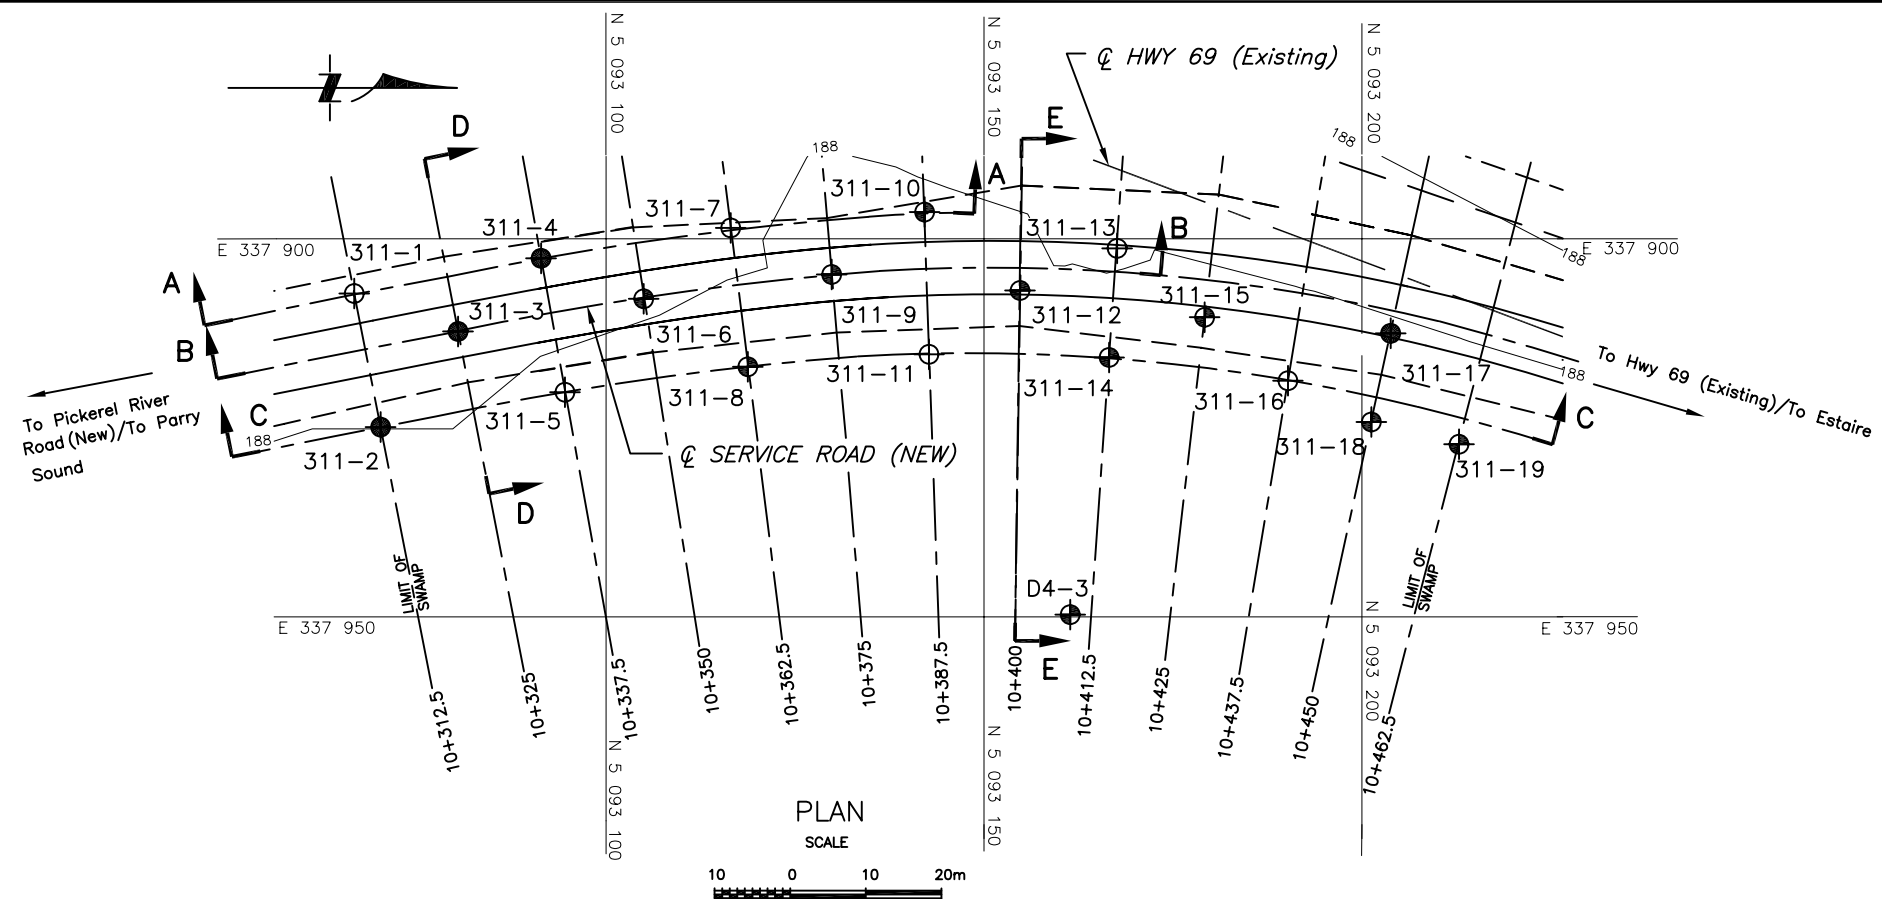 N 5 093 100
N 5 093 150
N 5 093 200
℄ HWY 69 (Existing)
D
E
188
188
A
311-10
311-7
311-4
311-13
B
E 337 900
311-1
E 337 900
188
A
311-3
311-15
311-6
311-9
311-12
B
To Hwy 69 (Existing)/To Estaire
188
311-17
To Pickerel River
Road(New)/To Parry
Sound
C
188
311-5
311-8
311-11
311-14
311-16
C
311-2
℄ SERVICE ROAD (NEW)
311-18
311-19
D
LIMIT OF
SWAMP
LIMIT OF
SWAMP
D4-3
E 337 950
E 337 950
E
10+312.5
10+325
10+337.5
10+350
10+362.5
10+375
10+387.5
10+400
10+412.5
10+425
10+437.5
10+450
10+462.5
N 5 093 100
N 5 093 150
N 5 093 200
PLAN
SCALE
10 0 10 20m